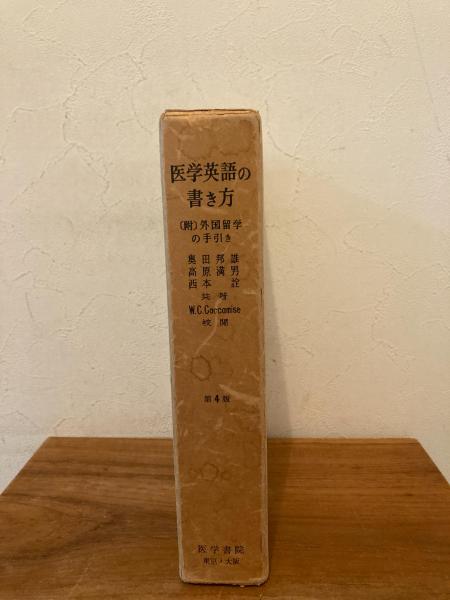 医学英語の
書き方
(附) 外国留学
の手引き
奥田邦雄
高原満男
西本詮
共著
W.C.Caccamise
校閲
第4版
医学書院
東京・大阪